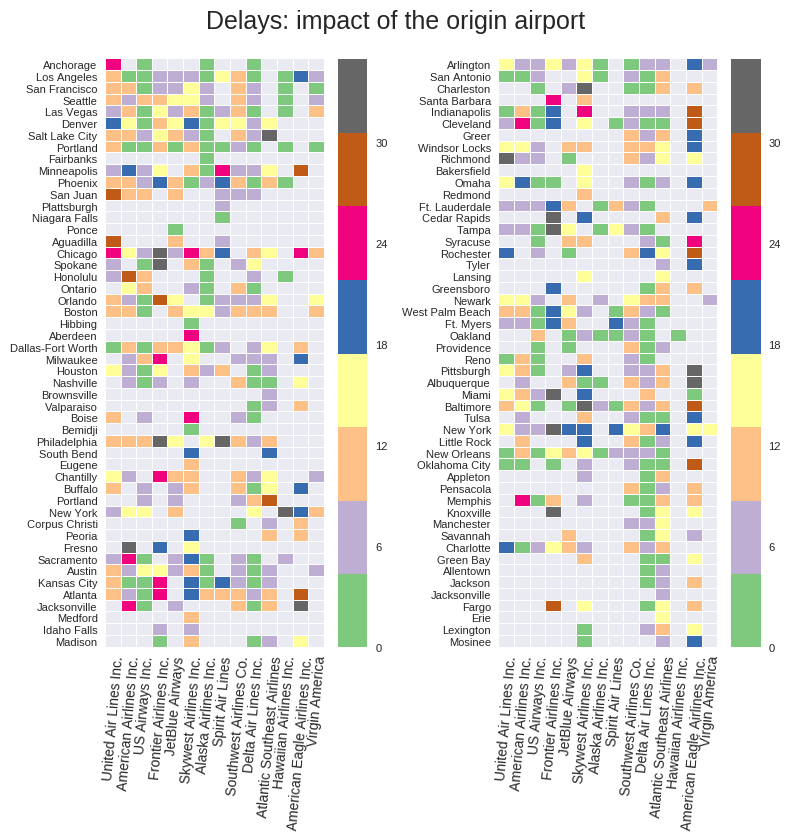 Delays: impact of the origin airport
Anchorage
Los Angeles
San Francisco
Seattle
Las Vegas
Denver
Salt Lake City
Portland
Fairbanks
Minneapolis
Phoenix
San Juan
Plattsburgh
Niagara Falls
Ponce
Aguadilla
Chicago
Spokane
Honolulu
Ontario
Orlando
Boston
Hibbing
Aberdeen
Dallas-Fort Worth
Milwaukee
Houston
Nashville
Brownsville
Valparaiso
Boise
Bemidji
Philadelphia
South Bend
Eugene
Chantilly
Buffalo
Portland
New York
Corpus Christi
Peoria
Fresno
Sacramento
Austin
Kansas City
Atlanta
Jacksonville
Medford
Idaho Falls
Madison
United Air Lines Inc.
American Airlines Inc.
US Airways Inc.
Frontier Airlines Inc.
JetBlue Airways
Skywest Airlines Inc.
Alaska Airlines Inc.
Spirit Air Lines
Southwest Airlines Co.
Delta Air Lines Inc.
Atlantic Southeast Airlines
Hawaiian Airlines Inc.
American Eagle Airlines Inc.
Virgin America
30
24
18
12
6
0
Arlington
San Antonio
Charleston
Santa Barbara
Indianapolis
Cleveland
Greer
Windsor Locks
Richmond
Bakersfield
Omaha
Redmond
Ft. Lauderdale
Cedar Rapids
Tampa
Syracuse
Rochester
Tyler
Lansing
Greensboro
Newark
West Palm Beach
Ft. Myers
Oakland
Providence
Reno
Pittsburgh
Albuquerque
Miami
Baltimore
Tulsa
New York
Little Rock
New Orleans
Oklahoma City
Appleton
Pensacola
Memphis
Knoxville
Manchester
Savannah
Charlotte
Green Bay
Allentown
Jackson
Jacksonville
Fargo
Erie
Lexington
Mosinee
United Air Lines Inc.
American Airlines Inc.
US Airways Inc.
Frontier Airlines Inc.
JetBlue Airways
Skywest Airlines Inc.
Alaska Airlines Inc.
Spirit Air Lines
Southwest Airlines Co.
Delta Air Lines Inc.
Atlantic Southeast Airlines
Hawaiian Airlines Inc.
American Eagle Airlines Inc.
Virgin America
30
24
18
12
6
0